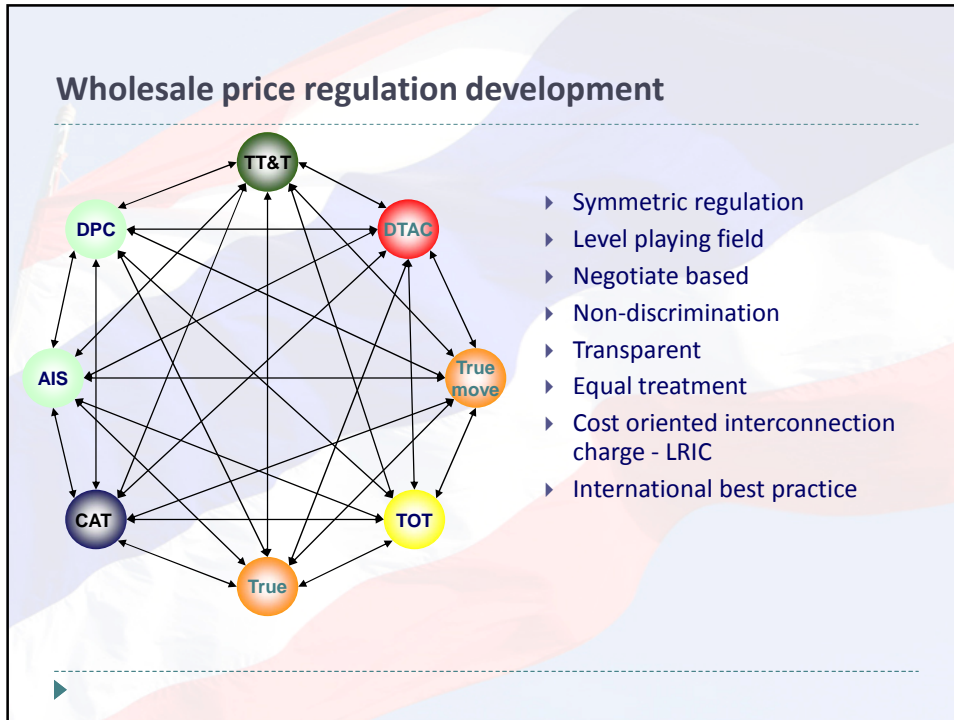 Wholesale price regulation development
TT&T
DPC
DTAC
AIS
True
move
CAT
TOT
True
Symmetric regulation
Level playing field
Negotiate based
Non-discrimination
Transparent
Equal treatment
Cost oriented interconnection
charge - LRIC
International best practice